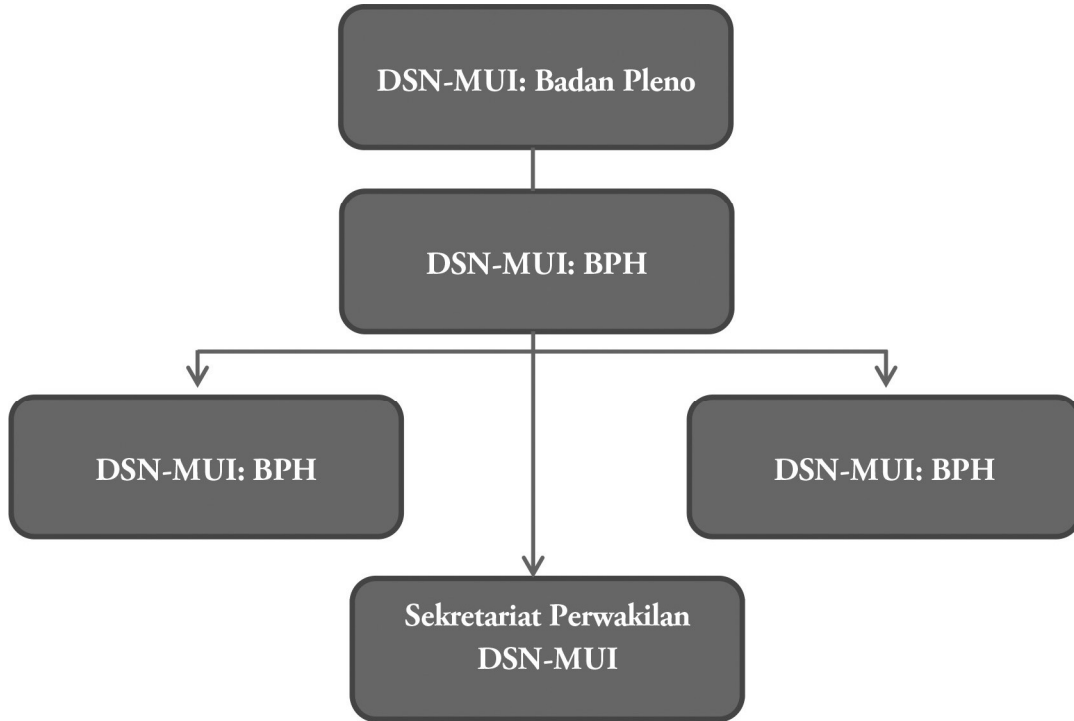 DSN-MUI: Badan Pleno
DSN-MUI: BPH
DSN-MUI: BPH
DSN-MUI: BPH
Sekretariat Perwakilan
DSN-MUI